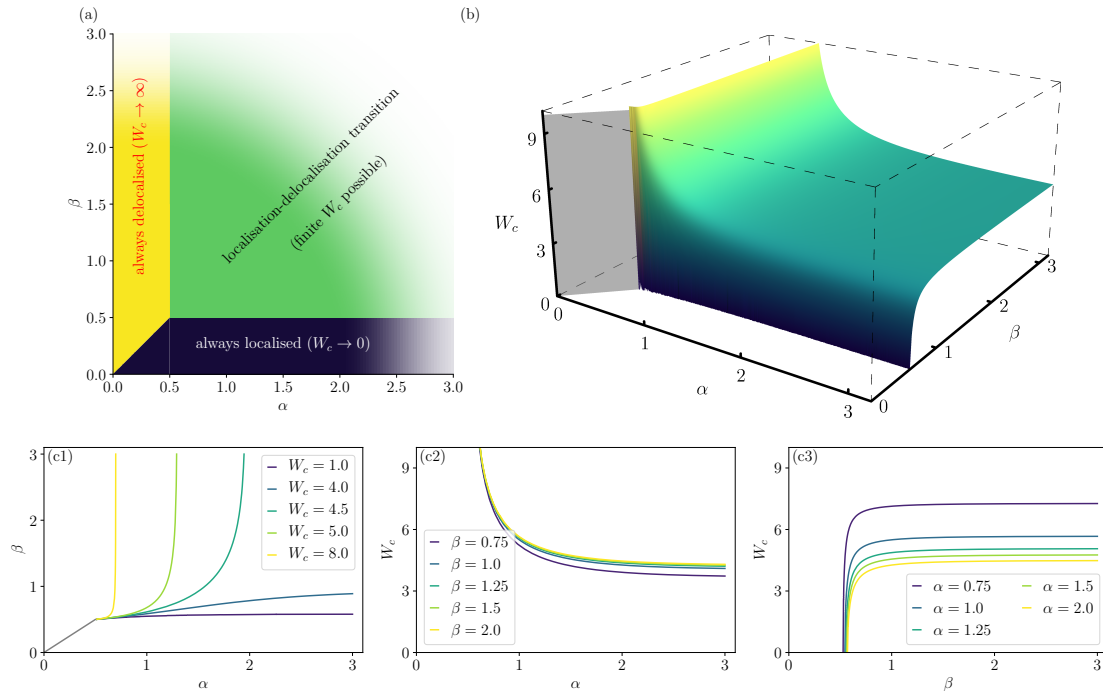 (a)
3.0
2.5
2.0
1.5
1.0
0.5
0.0
β
always delocalised (W_c → ∞)
localisation-delocalisation transition
(finite W_c possible)
always localised (W_c → 0)
0.0 0.5 1.0 1.5 2.0 2.5 3.0
α
(b)
9
6
W_c
3
0
0
1
2
3
α
0
1
2
3
β
(c1)
3
2
β
1
0
W_c = 1.0
W_c = 4.0
W_c = 4.5
W_c = 5.0
W_c = 8.0
0 1 2 3
α
(c2)
9
6
W_c
3
0
β = 0.75
β = 1.0
β = 1.25
β = 1.5
β = 2.0
0 1 2 3
α
(c3)
9
6
W_c
3
0
α = 0.75 α = 1.5
α = 1.0 α = 2.0
α = 1.25
0 1 2 3
β